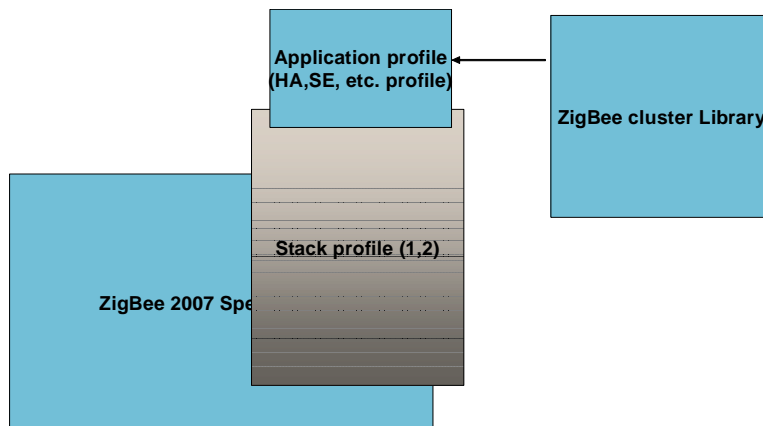 Application profile
(HA,SE, etc. profile)
ZigBee cluster Library
Stack profile (1,2)
ZigBee 2007 Spe